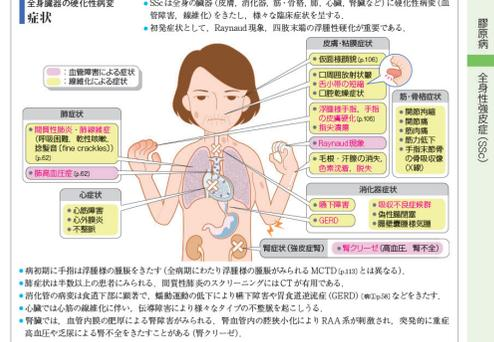 全身臓器の硬化性病変
症状
● SScは全身の臓器(皮膚,消化器,筋・骨格,肺,心臓,腎臓など)に硬化性病変(血
管障害,線維化)をきたし,様々な臨床症状を呈する.
● 初発症状として,Raynaud現象,四肢末梢の浮腫性硬化が重要である.
:血管障害による症状
:線維化による症状
皮膚・粘膜症状
● 仮面様顔貌(p.106)
● 口周囲放射状皺
● 舌小帯の短縮
● 口腔乾燥症状
● 浮腫様手指,手指
の皮膚硬化(p.106)
● 指尖潰瘍
● Raynaud現象
● 毛根・汗腺の消失,
色素沈着,脱失
筋・骨格症状
● 関節拘縮
● 関節痛
● 筋肉痛
● 筋力低下
● 手指末節骨
の骨吸収像
(X線)
肺症状
● 間質性肺炎・肺線維症
(呼吸困難,乾性咳嗽,
捻髪音〔fine crackles〕)
(p.62)
● 肺高血圧症(p.62)
心症状
● 心筋障害
● 心外膜炎
● 不整脈
消化器症状
● 嚥下障害
● GERD
● 吸収不良症候群
● 偽性腸閉塞
● 腸壁囊腫様気腫
腎症状(強皮症腎)
● 腎クリーゼ(高血圧,腎不全)
● 病初期に手指は浮腫様の腫脹をきたす(全病期にわたり浮腫様の腫脹がみられるMCTD(p.113)とは異なる).
● 肺症状は半数以上の患者にみられる.間質性肺炎のスクリーニングにはCTが有用である.
● 消化管の病変は食道下部に顕著で,蠕動運動の低下により嚥下障害や胃食道逆流症(GERD)をきたす.
● 心臓では心筋の線維化に伴い,伝導障害により様々なタイプの不整脈を起こしうる.
● 腎臓では,血管内膜の肥厚による腎障害がみられる.腎血管内の腔狭小化によりRAA系が刺激され,突発的に重症
高血圧や乏尿による腎不全をきたすことがある(腎クリーゼ).
膠原病
全身性強皮症(SSc)